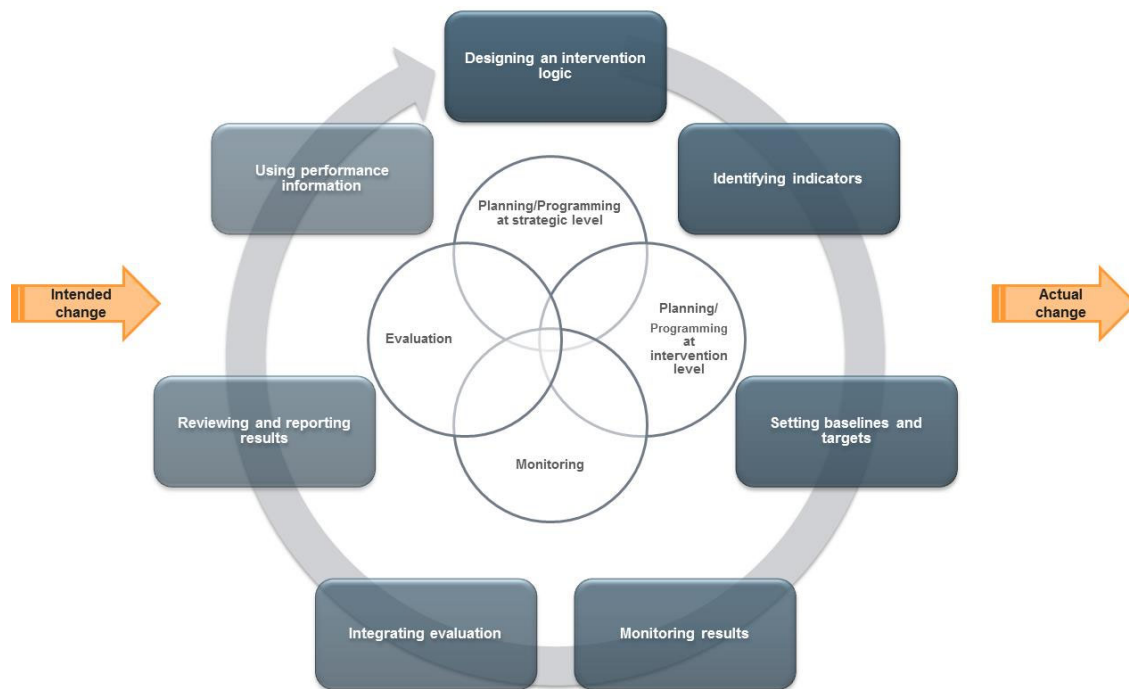 Designing an intervention
logic
Identifying indicators
Setting baselines and
targets
Monitoring results
Integrating evaluation
Reviewing and reporting
results
Using performance
information
Planning/Programming
at strategic level
Planning/
Programming
at
intervention
level
Monitoring
Evaluation
Intended
change
Actual
change